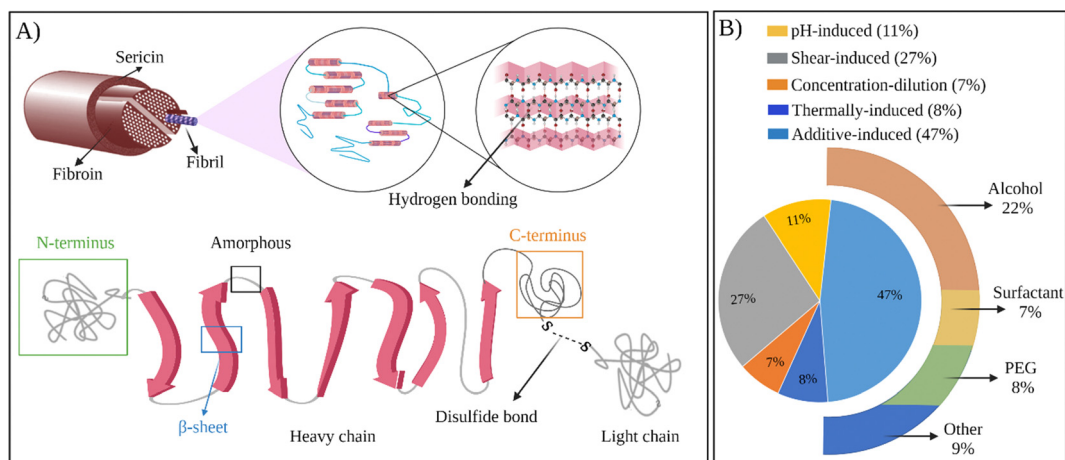 A)
Sericin
Fibroin
Fibril
Hydrogen bonding
N-terminus
Amorphous
C-terminus
S
S
β-sheet
Heavy chain
Disulfide bond
Light chain
B)
pH-induced (11%)
Shear-induced (27%)
Concentration-dilution (7%)
Thermally-induced (8%)
Additive-induced (47%)
11%
27%
47%
7%
8%
Alcohol
22%
Surfactant
7%
PEG
8%
Other
9%